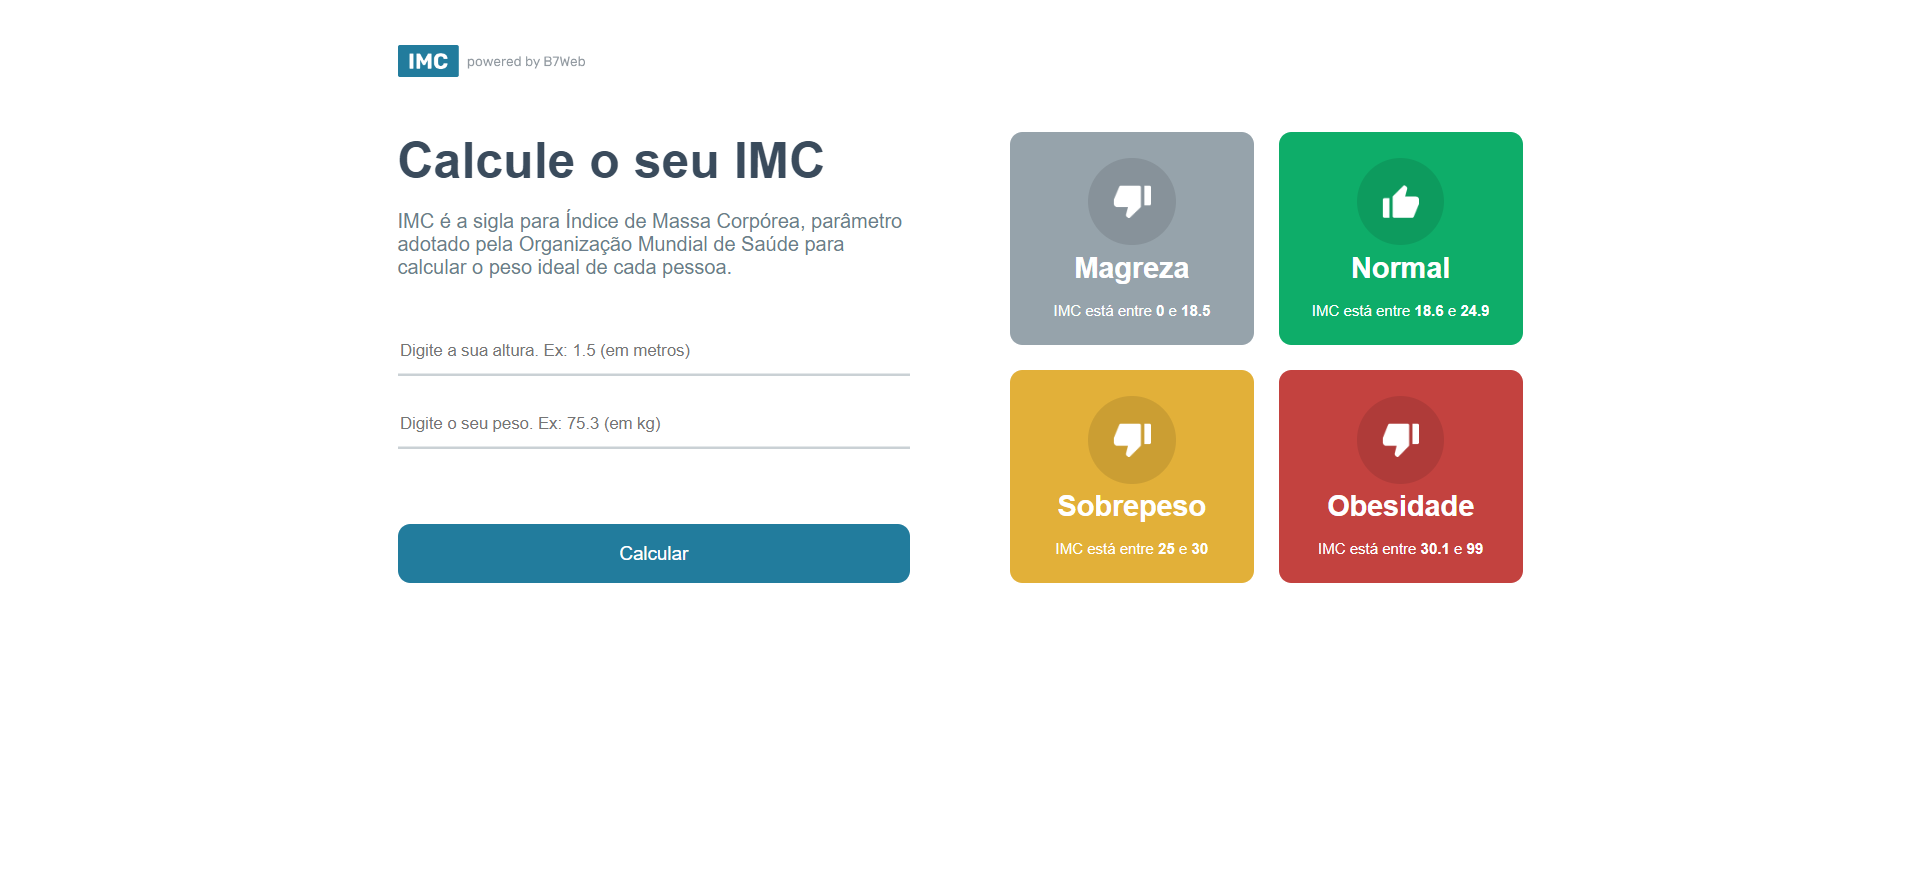 IMC powered by B7Web
Calcule o seu IMC
IMC é a sigla para Índice de Massa Corpórea, parâmetro
adotado pela Organização Mundial de Saúde para
calcular o peso ideal de cada pessoa.
Digite a sua altura. Ex: 1.5 (em metros)
Digite o seu peso. Ex: 75.3 (em kg)
Calcular
Magreza
IMC está entre 0 e 18.5
Normal
IMC está entre 18.6 e 24.9
Sobrepeso
IMC está entre 25 e 30
Obesidade
IMC está entre 30.1 e 99